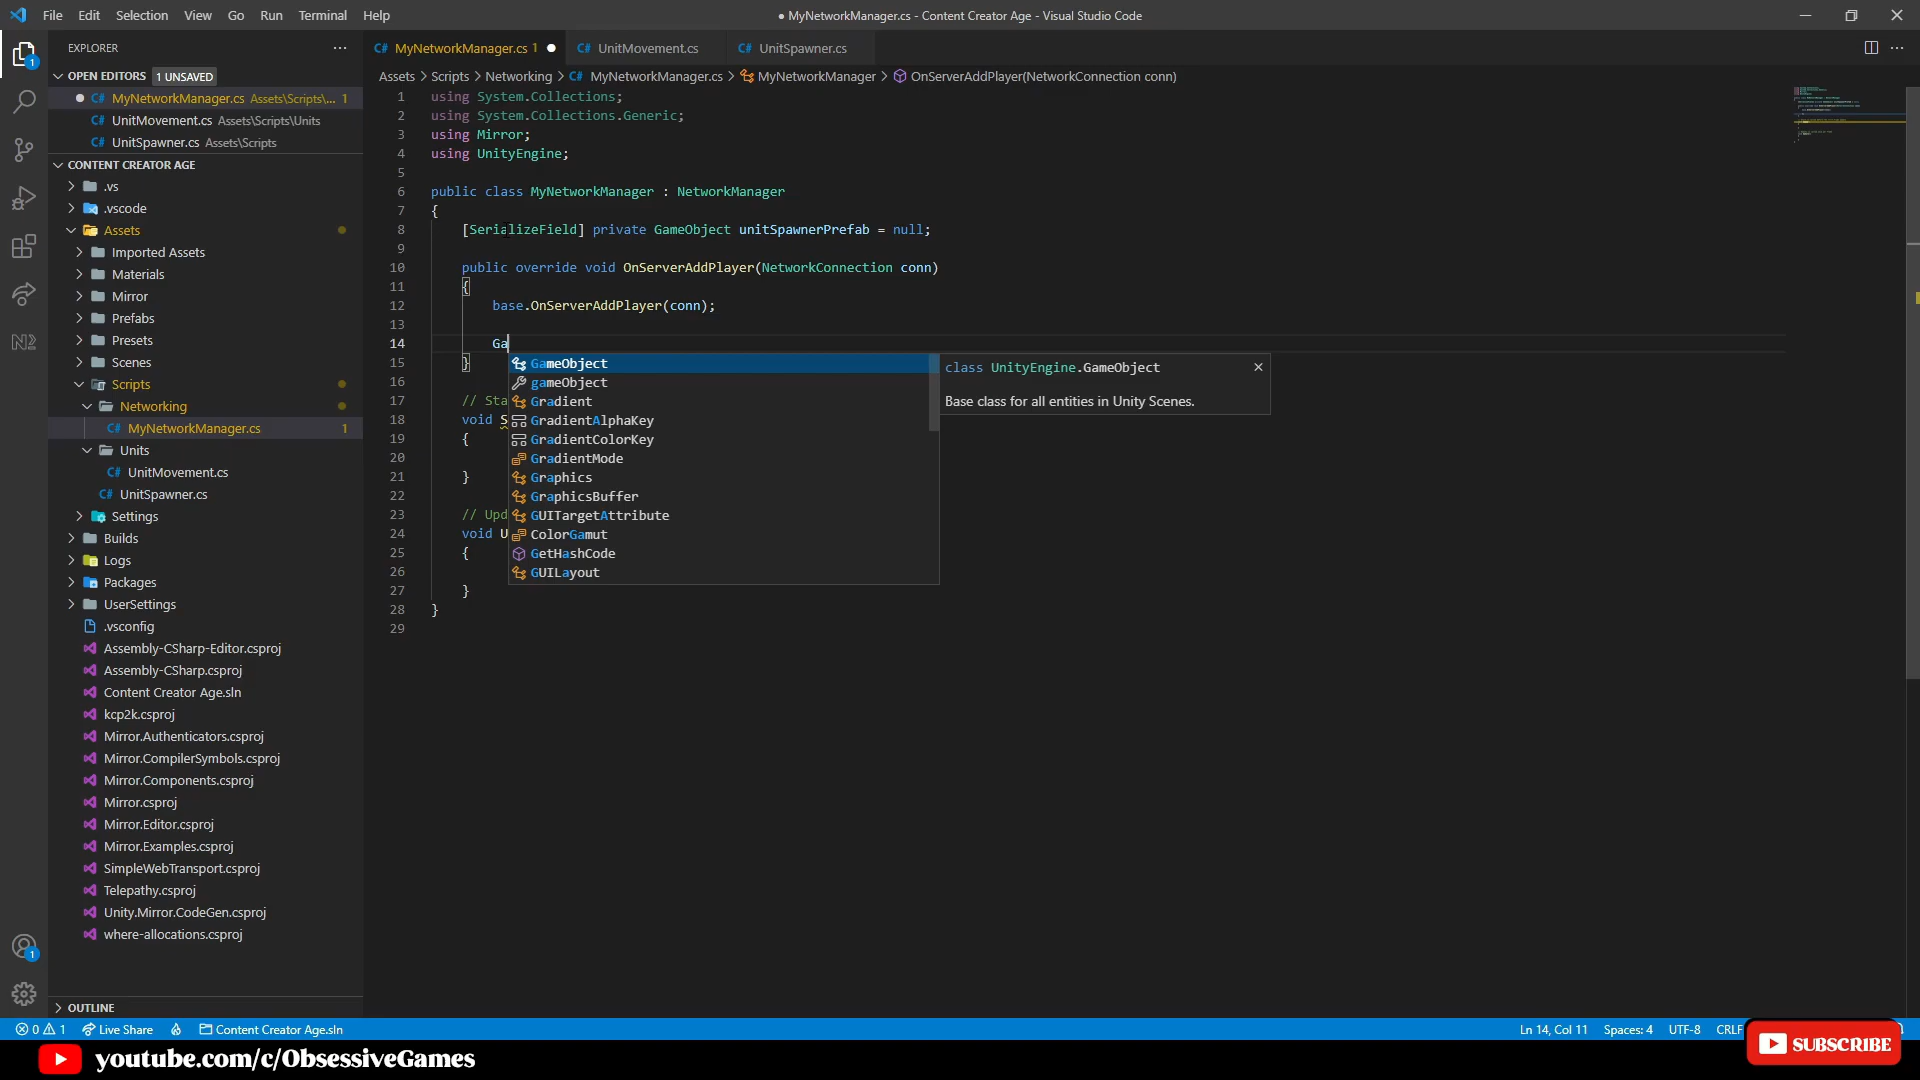 File Edit Selection View Go Run Terminal Help
● MyNetworkManager.cs - Content Creator Age - Visual Studio Code
EXPLORER
OPEN EDITORS 1 UNSAVED
MyNetworkManager.cs Assets\Scripts\... 1
UnitMovement.cs Assets\Scripts\Units
UnitSpawner.cs Assets\Scripts
CONTENT CREATOR AGE
.vs
.vscode
Assets
Imported Assets
Materials
Mirror
Prefabs
Presets
Scenes
Scripts
Networking
MyNetworkManager.cs 1
Units
UnitMovement.cs
UnitSpawner.cs
Settings
Builds
Logs
Packages
UserSettings
.vsconfig
Assembly-CSharp-Editor.csproj
Assembly-CSharp.csproj
Content Creator Age.sln
kcp2k.csproj
Mirror.Authenticators.csproj
Mirror.CompilerSymbols.csproj
Mirror.Components.csproj
Mirror.csproj
Mirror.Editor.csproj
Mirror.Examples.csproj
SimpleWebTransport.csproj
Telepathy.csproj
Unity.Mirror.CodeGen.csproj
where-allocations.csproj
OUTLINE
MyNetworkManager.cs 1 UnitMovement.cs UnitSpawner.cs
Assets > Scripts > Networking > MyNetworkManager.cs > MyNetworkManager > OnServerAddPlayer(NetworkConnection conn)
1 using System.Collections;
2 using System.Collections.Generic;
3 using Mirror;
4 using UnityEngine;
5
6 public class MyNetworkManager : NetworkManager
7 {
8 [SerializeField] private GameObject unitSpawnerPrefab = null;
9
10 public override void OnServerAddPlayer(NetworkConnection conn)
11 {
12 base.OnServerAddPlayer(conn);
13
14 Ga
15 }
16
17 // Sta
18 void S
19 {
20
21 }
22
23 // Upd
24 void U
25 {
26
27 }
28 }
29
GameObject
gameObject
Gradient
GradientAlphaKey
GradientColorKey
GradientMode
Graphics
GraphicsBuffer
GUITargetAttribute
ColorGamut
GetHashCode
GUILayout
class UnityEngine.GameObject
Base class for all entities in Unity Scenes.
0 1 Live Share Content Creator Age.sln Ln 14, Col 11 Spaces: 4 UTF-8 CRLF
youtube.com/c/ObsessiveGames
SUBSCRIBE